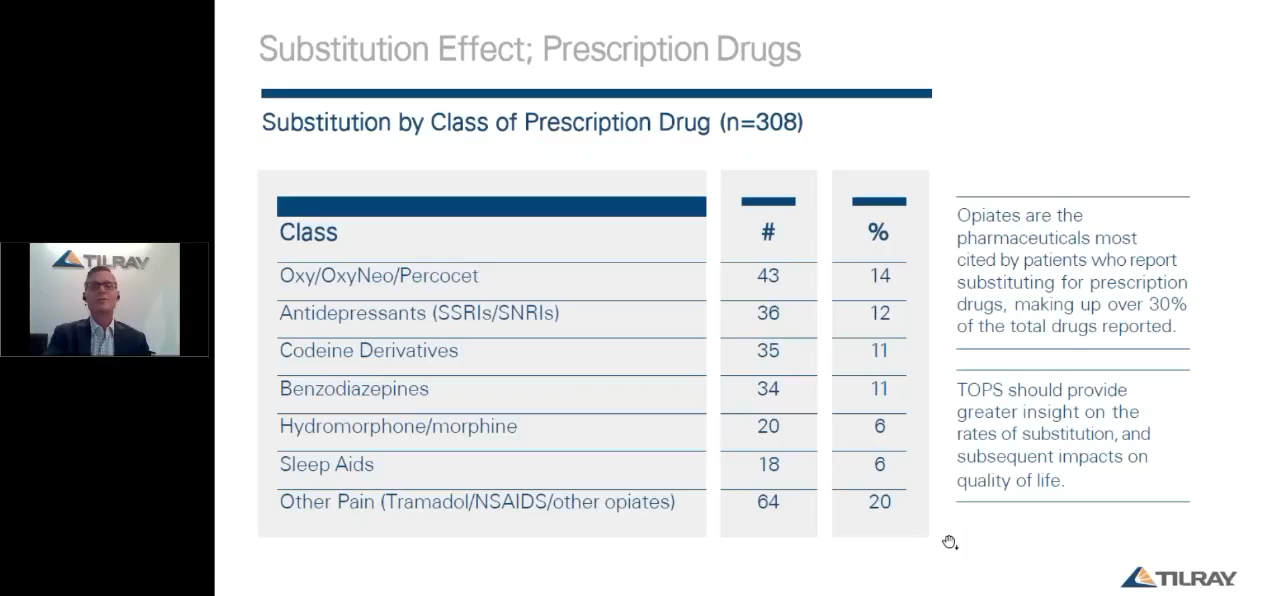 Substitution Effect; Prescription Drugs
Substitution by Class of Prescription Drug (n=308)
Class # %
Oxy/OxyNeo/Percocet 43 14
Antidepressants (SSRIs/SNRIs) 36 12
Codeine Derivatives 35 11
Benzodiazepines 34 11
Hydromorphone/morphine 20 6
Sleep Aids 18 6
Other Pain (Tramadol/NSAIDS/other opiates) 64 20
Opiates are the
pharmaceuticals most
cited by patients who report
substituting for prescription
drugs, making up over 30%
of the total drugs reported.
TOPS should provide
greater insight on the
rates of substitution, and
subsequent impacts on
quality of life.
TILRAY
TILRAY